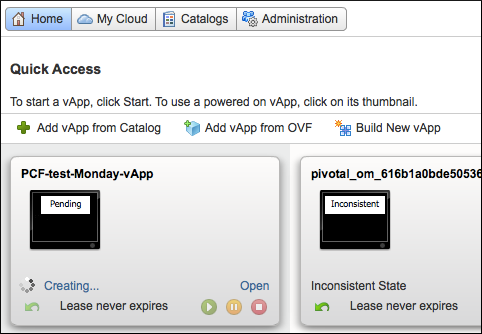 Home My Cloud Catalogs Administration
Quick Access
To start a vApp, click Start. To use a powered on vApp, click on its thumbnail.
Add vApp from Catalog Add vApp from OVF Build New vApp
PCF-test-Monday-vApp pivotal_om_616b1a0bde50536
Pending Inconsistent
Creating... Open Inconsistent State
Lease never expires Lease never expires